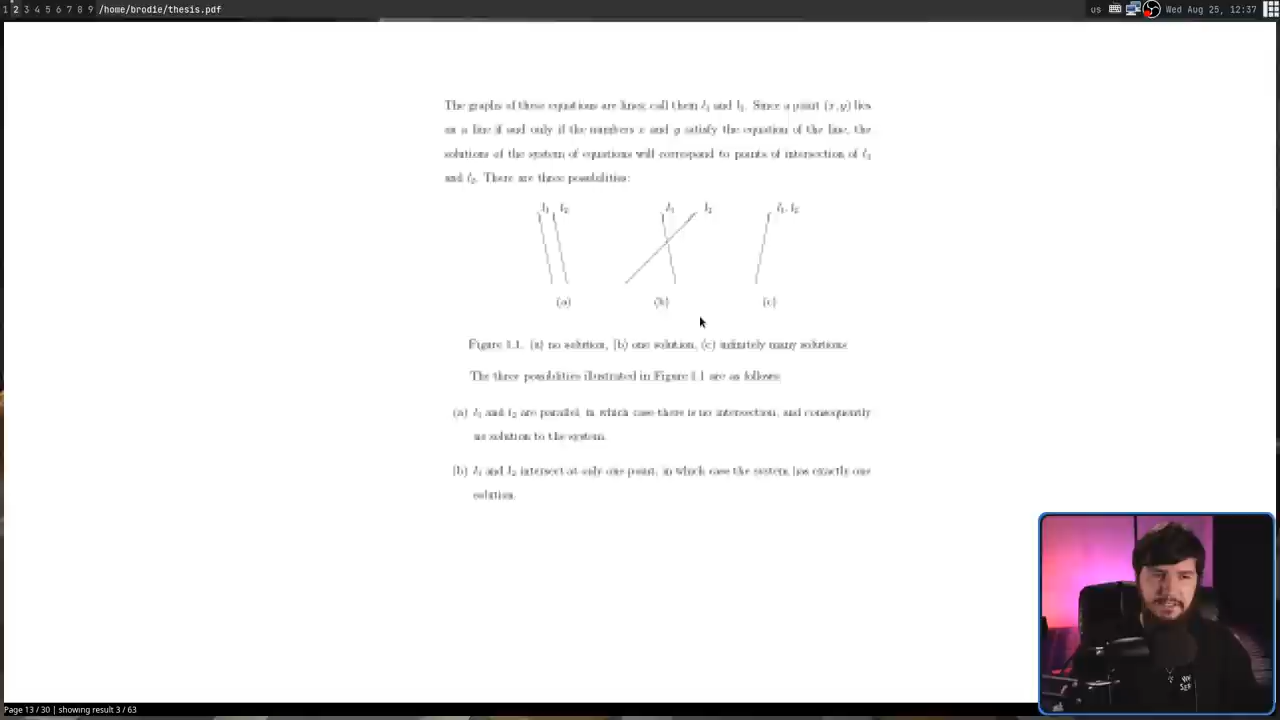 1 2 3 4 5 6 7 8 9 /home/brodie/thesis.pdf
us Wed Aug 25, 12:37
The graphs of these equations are lines; call them ℓ₁ and ℓ₂. Since a point (x, y) lies
on a line if and only if the numbers x and y satisfy the equation of the line, the
solutions of the system of equations will correspond to points of intersection of ℓ₁
and ℓ₂. There are three possibilities:
ℓ₁ ℓ₂ ℓ₁ ℓ₂ ℓ₁, ℓ₂
(a) (b) (c)
Figure 1.1. (a) no solution, (b) one solution, (c) infinitely many solutions
The three possibilities illustrated in Figure 1.1 are as follows:
(a) ℓ₁ and ℓ₂ are parallel, in which case there is no intersection, and consequently
no solution to the system.
(b) ℓ₁ and ℓ₂ intersect at only one point, in which case the system has exactly one
solution.
Page 13 / 30 | showing result 3 / 63